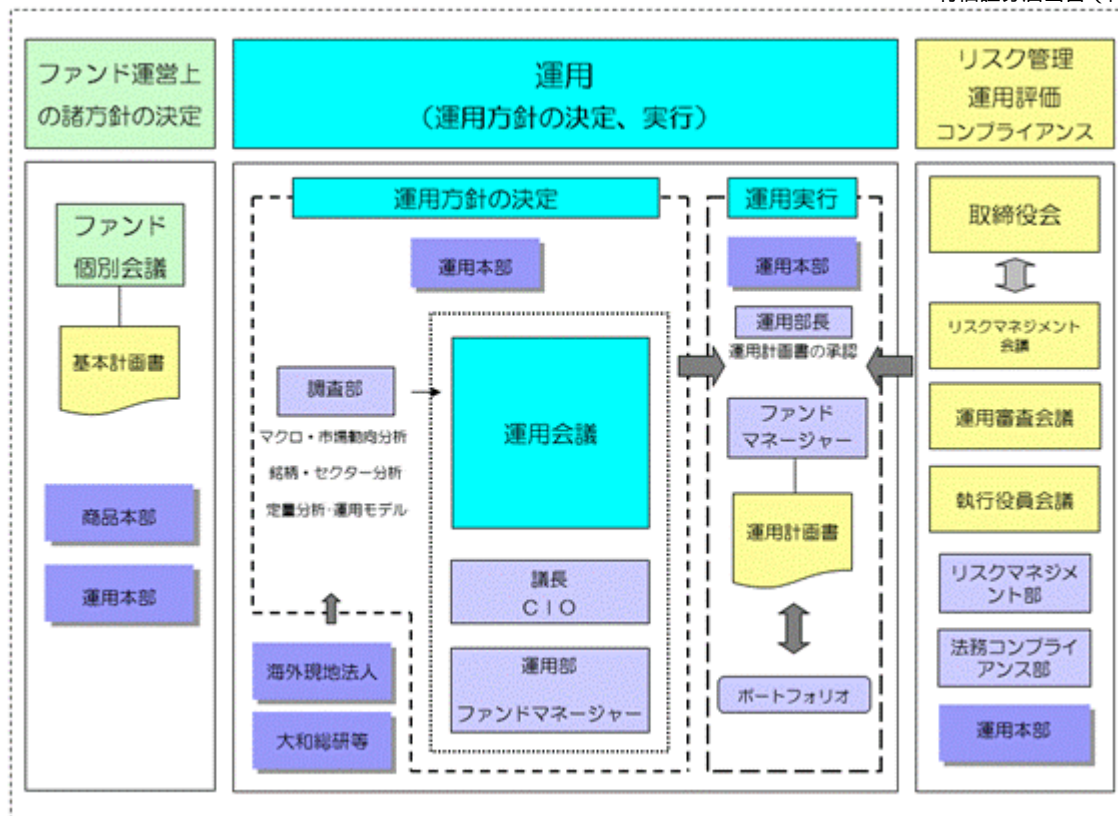 ファンド運営上
の諸方針の決定
運用
（運用方針の決定、実行）
リスク管理
運用評価
コンプライアンス
ファンド
個別会議
基本計画書
商品本部
運用本部
運用方針の決定
運用本部
調査部
マクロ・市場動向分析
銘柄・セクター分析
定量分析・運用モデル
海外現地法人
大和総研等
運用会議
議長
CIO
運用部
ファンドマネージャー
運用実行
運用本部
運用部長
運用計画書の承認
ファンド
マネージャー
運用計画書
ポートフォリオ
取締役会
リスクマネジメント
会議
運用審査会議
執行役員会議
リスクマネジメ
ント部
法務コンプライ
アンス部
運用本部